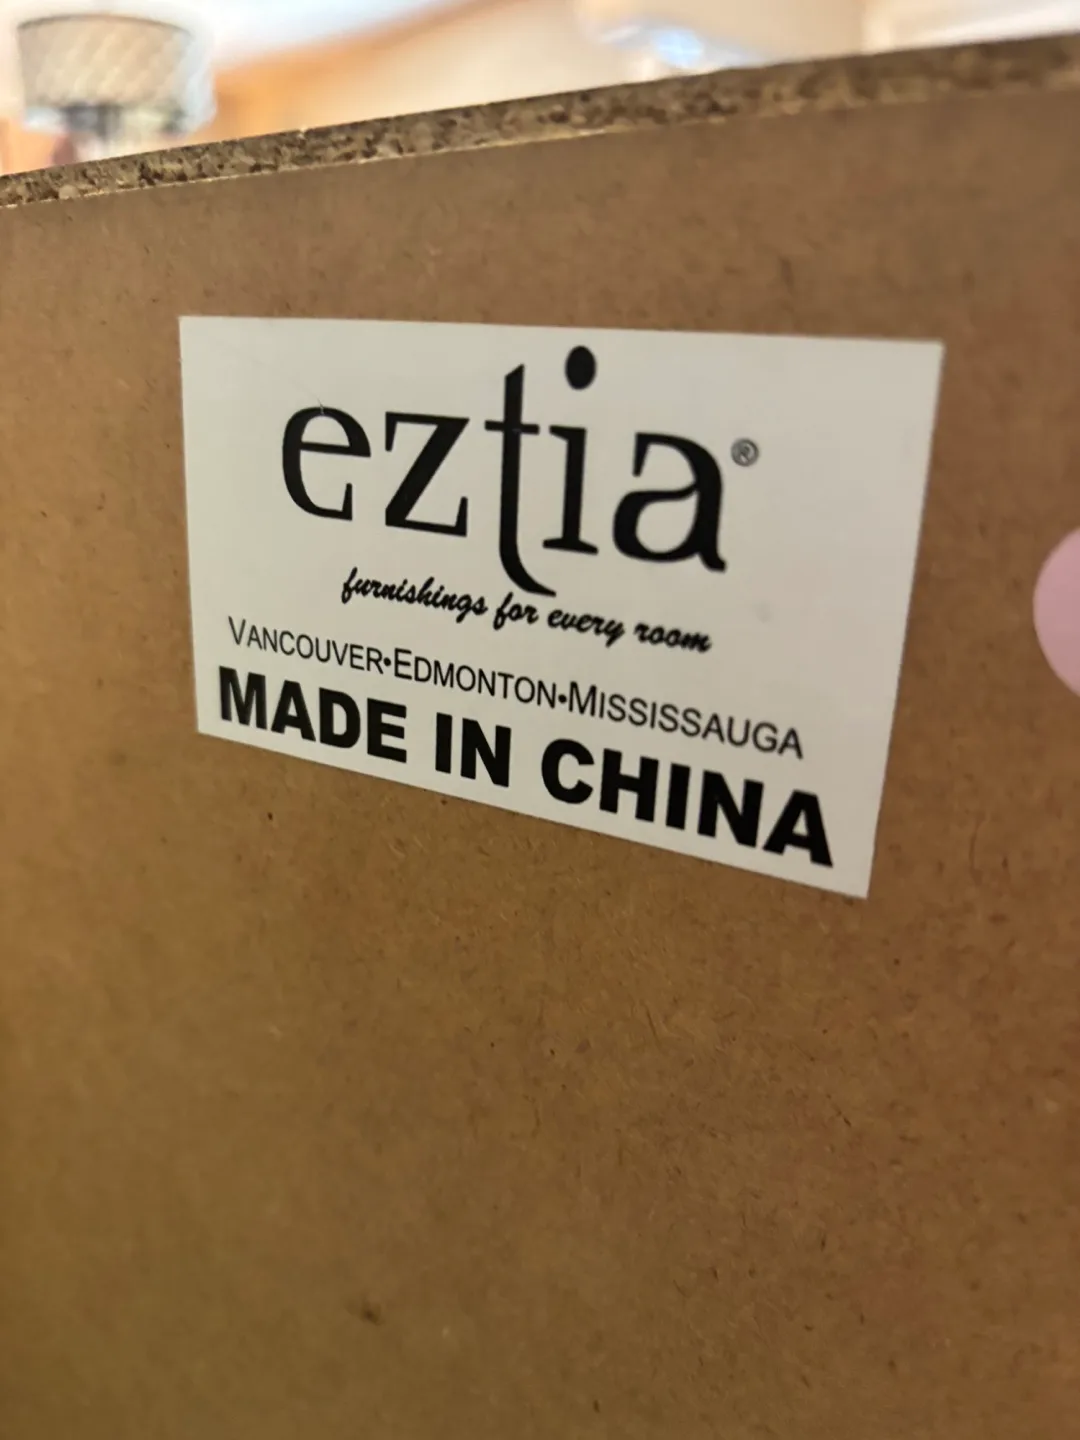 eztia®
furnishings for every room
VANCOUVER•EDMONTON•MISSISSAUGA
MADE IN CHINA